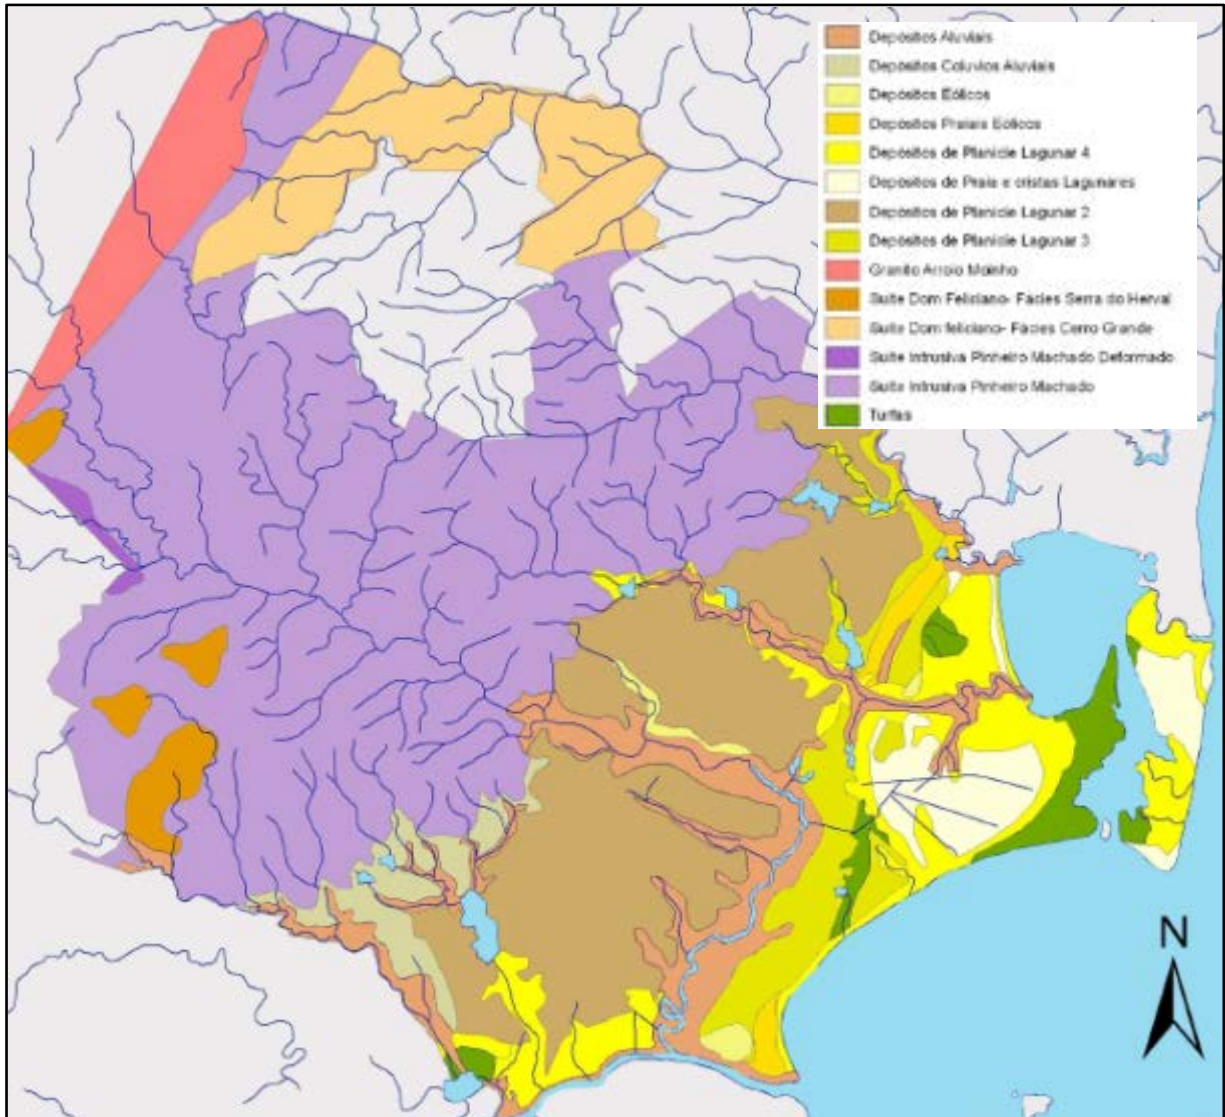 Depósitos Aluviais
Depósitos Coluvios Aluviais
Depósitos Eólicos
Depósitos Praiais Eólicos
Depósitos de Planície Lagunar 4
Depósitos de Praia e cristas Lagunares
Depósitos de Planície Lagunar 2
Depósitos de Planície Lagunar 3
Granito Arroio Moinho
Suíte Dom Feliciano- Fácies Serra do Herval
Suíte Dom feliciano- Fácies Cerro Grande
Suíte Intrusiva Pinheiro Machado Deformado
Suíte Intrusiva Pinheiro Machado
Turfas
N